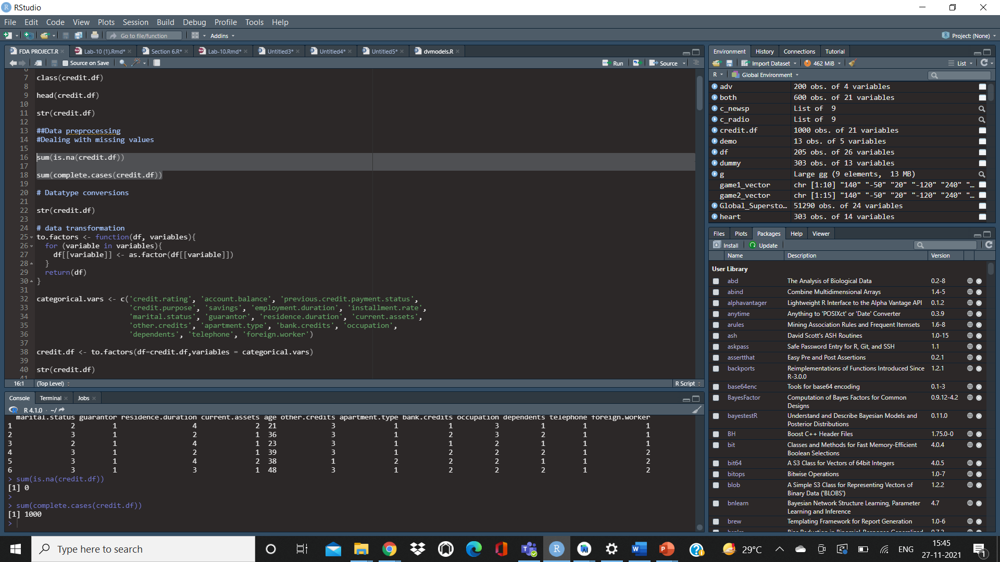 RStudio
File Edit Code View Plots Session Build Debug Profile Tools Help
Go to file/function Addins Project: (None)
FDA PROJECT.R Lab-10 (1).Rmd* Section 6.R* Lab-10.Rmd* Untitled3* Untitled4* Untitled5* dvmodels.R
Source on Save Run Source
6
7 class(credit.df)
8
9 head(credit.df)
10
11 str(credit.df)
12
13 ##Data preprocessing
14 #Dealing with missing values
15
16 sum(is.na(credit.df))
17
18 sum(complete.cases(credit.df))
19
20 # Datatype conversions
21
22 str(credit.df)
23
24 # data transformation
25 to.factors <- function(df, variables){
26 for (variable in variables){
27 df[[variable]] <- as.factor(df[[variable]])
28 }
29 return(df)
30 }
31
32 categorical.vars <- c('credit.rating', 'account.balance', 'previous.credit.payment.status',
33 'credit.purpose', 'savings', 'employment.duration', 'installment.rate',
34 'marital.status', 'guarantor', 'residence.duration', 'current.assets',
35 'other.credits', 'apartment.type', 'bank.credits', 'occupation',
36 'dependents', 'telephone', 'foreign.worker')
37
38 credit.df <- to.factors(df=credit.df,variables = categorical.vars)
39
40 str(credit.df)
41
16:1 (Top Level) R Script
Console Terminal Jobs
R 4.1.0 · ~/
marital.status guarantor residence.duration current.assets age other.credits apartment.type bank.credits occupation dependents telephone foreign.worker
1 2 1 4 2 21 3 1 1 3 1 1 1
2 3 1 2 1 36 3 1 2 3 2 1 1
3 2 1 4 1 23 3 1 1 2 1 1 1
4 3 1 2 1 39 3 1 2 2 2 1 2
5 3 1 4 2 38 1 2 2 2 1 1 2
6 3 1 3 1 48 3 1 2 2 2 1 2
> sum(is.na(credit.df))
[1] 0
>
> sum(complete.cases(credit.df))
[1] 1000
>
Environment History Connections Tutorial
Import Dataset 462 MiB List
R Global Environment
adv 200 obs. of 4 variables
both 600 obs. of 21 variables
c_newsp List of 9
c_radio List of 9
credit.df 1000 obs. of 21 variables
demo 13 obs. of 5 variables
df 205 obs. of 26 variables
dummy 303 obs. of 13 variables
g Large gg (9 elements, 13 MB)
game1_vector chr [1:10] "140" "-50" "20" "-120" "240" "…
game2_vector chr [1:15] "140" "-50" "20" "-120" "240" "…
Global_Supersto… 51290 obs. of 24 variables
heart 303 obs. of 14 variables
Files Plots Packages Help Viewer
Install Update
Name Description Version
User Library
abd The Analysis of Biological Data 0.2-8
abind Combine Multidimensional Arrays 1.4-5
alphavantager Lightweight R Interface to the Alpha Vantage API 0.1.2
anytime Anything to 'POSIXct' or 'Date' Converter 0.3.9
arules Mining Association Rules and Frequent Itemsets 1.6-8
ash David Scott's ASH Routines 1.0-15
askpass Safe Password Entry for R, Git, and SSH 1.1
assertthat Easy Pre and Post Assertions 0.2.1
backports Reimplementations of Functions Introduced Since 1.2.1
R-3.0.0
base64enc Tools for base64 encoding 0.1-3
BayesFactor Computation of Bayes Factors for Common 0.9.12-4.2
Designs
bayestestR Understand and Describe Bayesian Models and 0.11.0
Posterior Distributions
BH Boost C++ Header Files 1.75.0-0
bit Classes and Methods for Fast Memory-Efficient 4.0.4
Boolean Selections
bit64 A S3 Class for Vectors of 64bit Integers 4.0.5
bitops Bitwise Operations 1.0-7
blob A Simple S3 Class for Representing Vectors of 1.2.2
Binary Data ('BLOBS')
bnlearn Bayesian Network Structure Learning, Parameter 4.7
Learning and Inference
brew Templating Framework for Report Generation 1.0-6
Type here to search
29°C ENG 15:45
27-11-2021
1